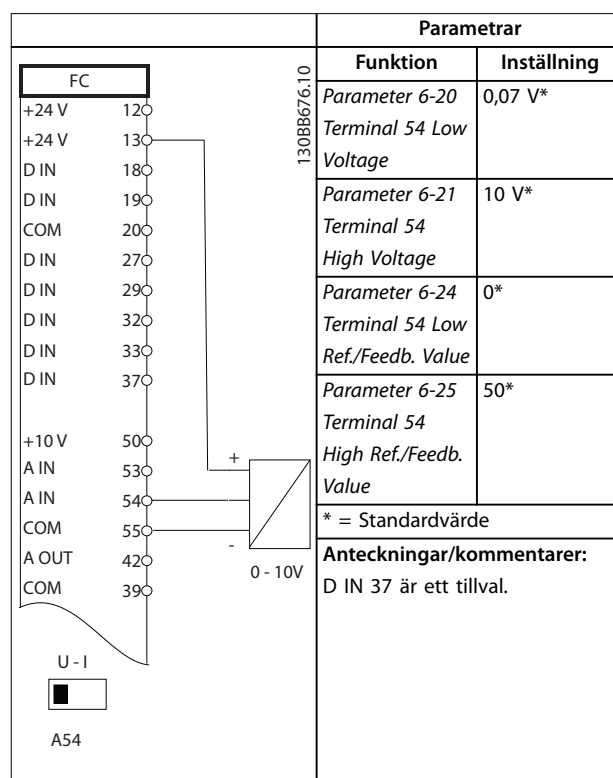 FC
+24 V 12
+24 V 13
D IN 18
D IN 19
COM 20
D IN 27
D IN 29
D IN 32
D IN 33
D IN 37
+10 V 50
A IN 53
A IN 54
COM 55
A OUT 42
COM 39
+
-
0 - 10V
U - I
A54
130BB676.10
Parametrar
Funktion Inställning
Parameter 6-20 0,07 V*
Terminal 54 Low
Voltage
Parameter 6-21 10 V*
Terminal 54
High Voltage
Parameter 6-24 0*
Terminal 54 Low
Ref./Feedb. Value
Parameter 6-25 50*
Terminal 54
High Ref./Feedb.
Value
* = Standardvärde
Anteckningar/kommentarer:
D IN 37 är ett tillval.